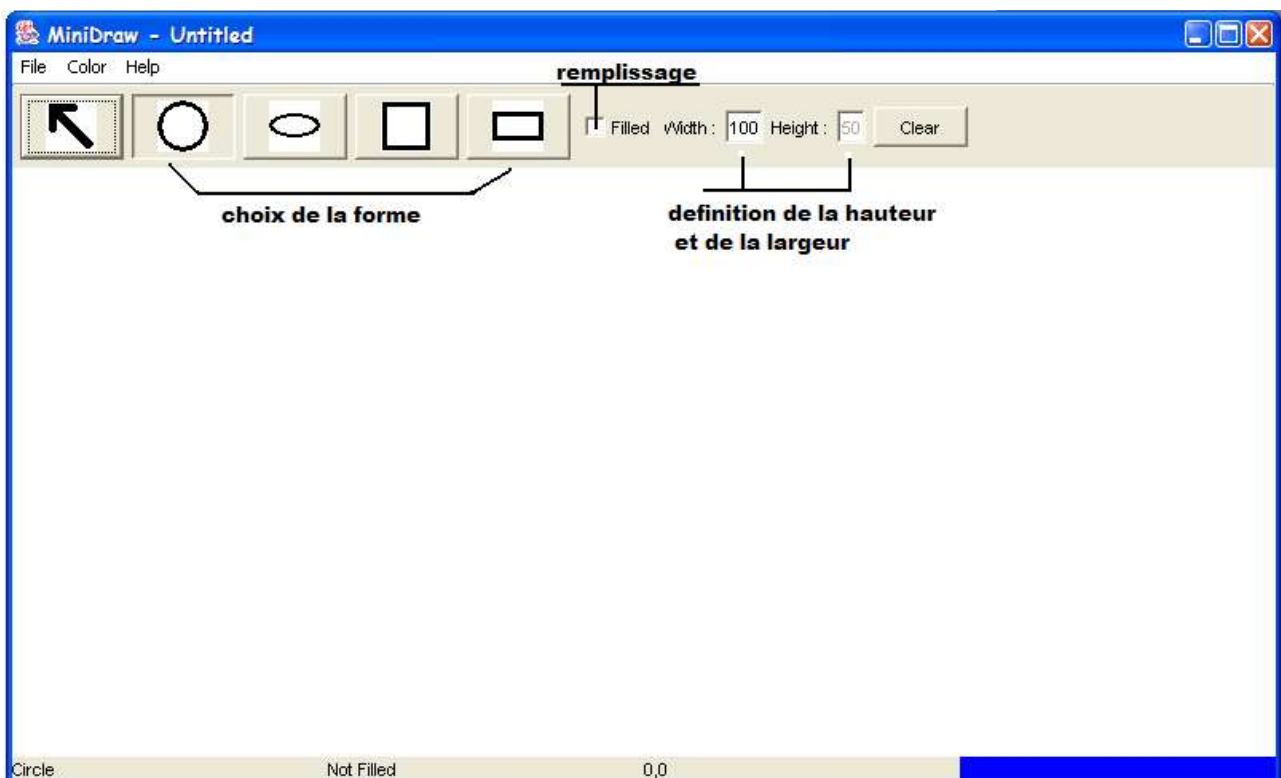 MiniDraw - Untitled
File Color Help
remplissage
Filled Width : 100 Height : 50 Clear
choix de la forme
definition de la hauteur
et de la largeur
Circle Not Filled 0,0